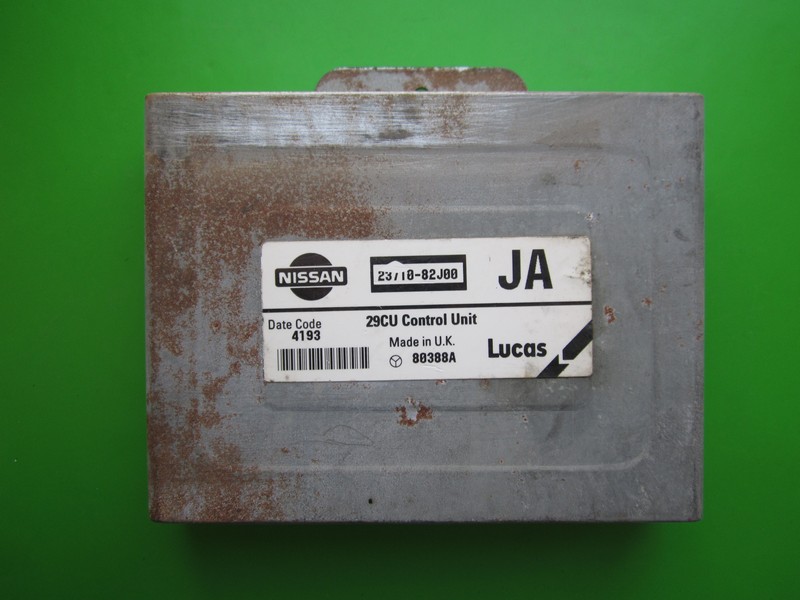 NISSAN
23710-82J00
JA
Date Code
4193
29CU Control Unit
Made in U.K.
80388A
Lucas